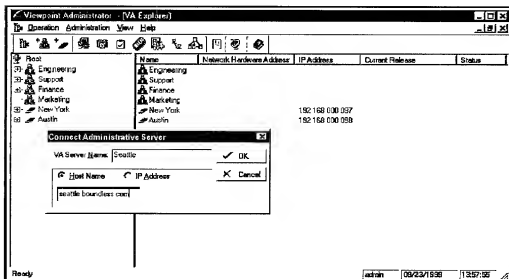 Viewpoint Administrator - [VA Explorer]
Operation Administration View Help
Root
Engineering
Support
Finance
Marketing
New York
Austin
Name Network Hardware Address IP Address Current Release Status
Engineering
Support
Finance
Marketing
New York 192.168.000.097
Austin 192.168.000.098
Connect Administrative Server
VA Server Name: Seattle
OK
Host Name IP Address
Cancel
seattle.boundless.com
Ready admin 09/23/1999 13:57:55